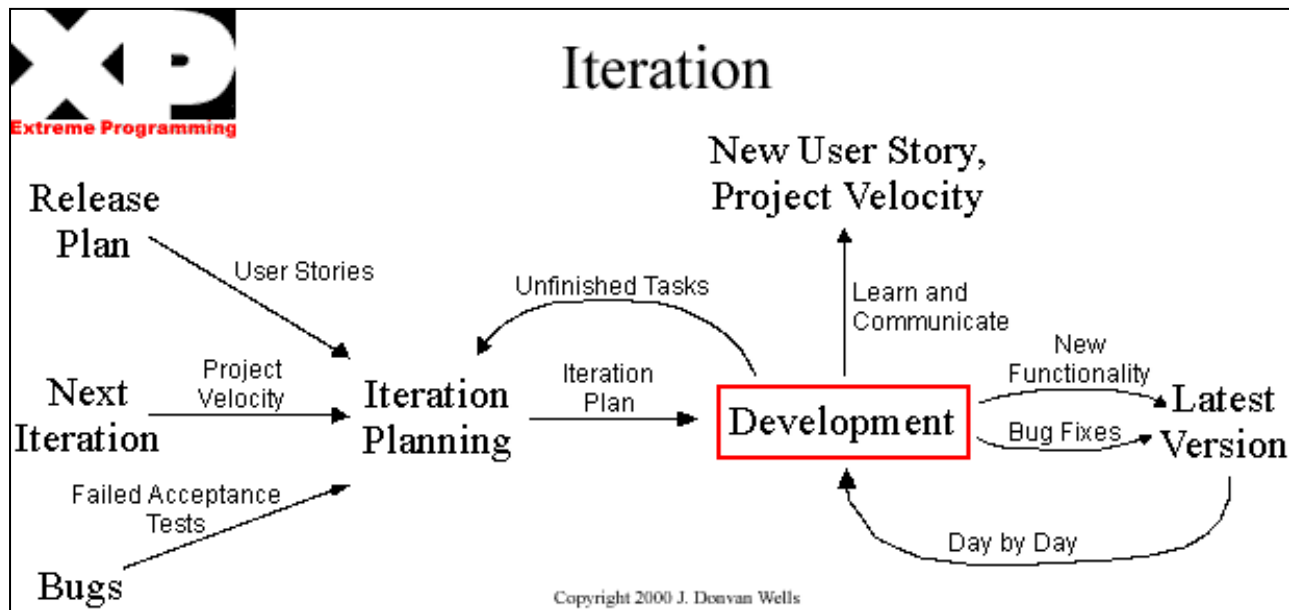 XP
Extreme Programming
Iteration
New User Story,
Project Velocity
Release
Plan
User Stories
Unfinished Tasks
Learn and
Communicate
Next
Iteration
Project
Velocity
Iteration
Planning
Iteration
Plan
Development
New
Functionality
Bug Fixes
Latest
Version
Failed Acceptance
Tests
Day by Day
Bugs
Copyright 2000 J. Donvan Wells